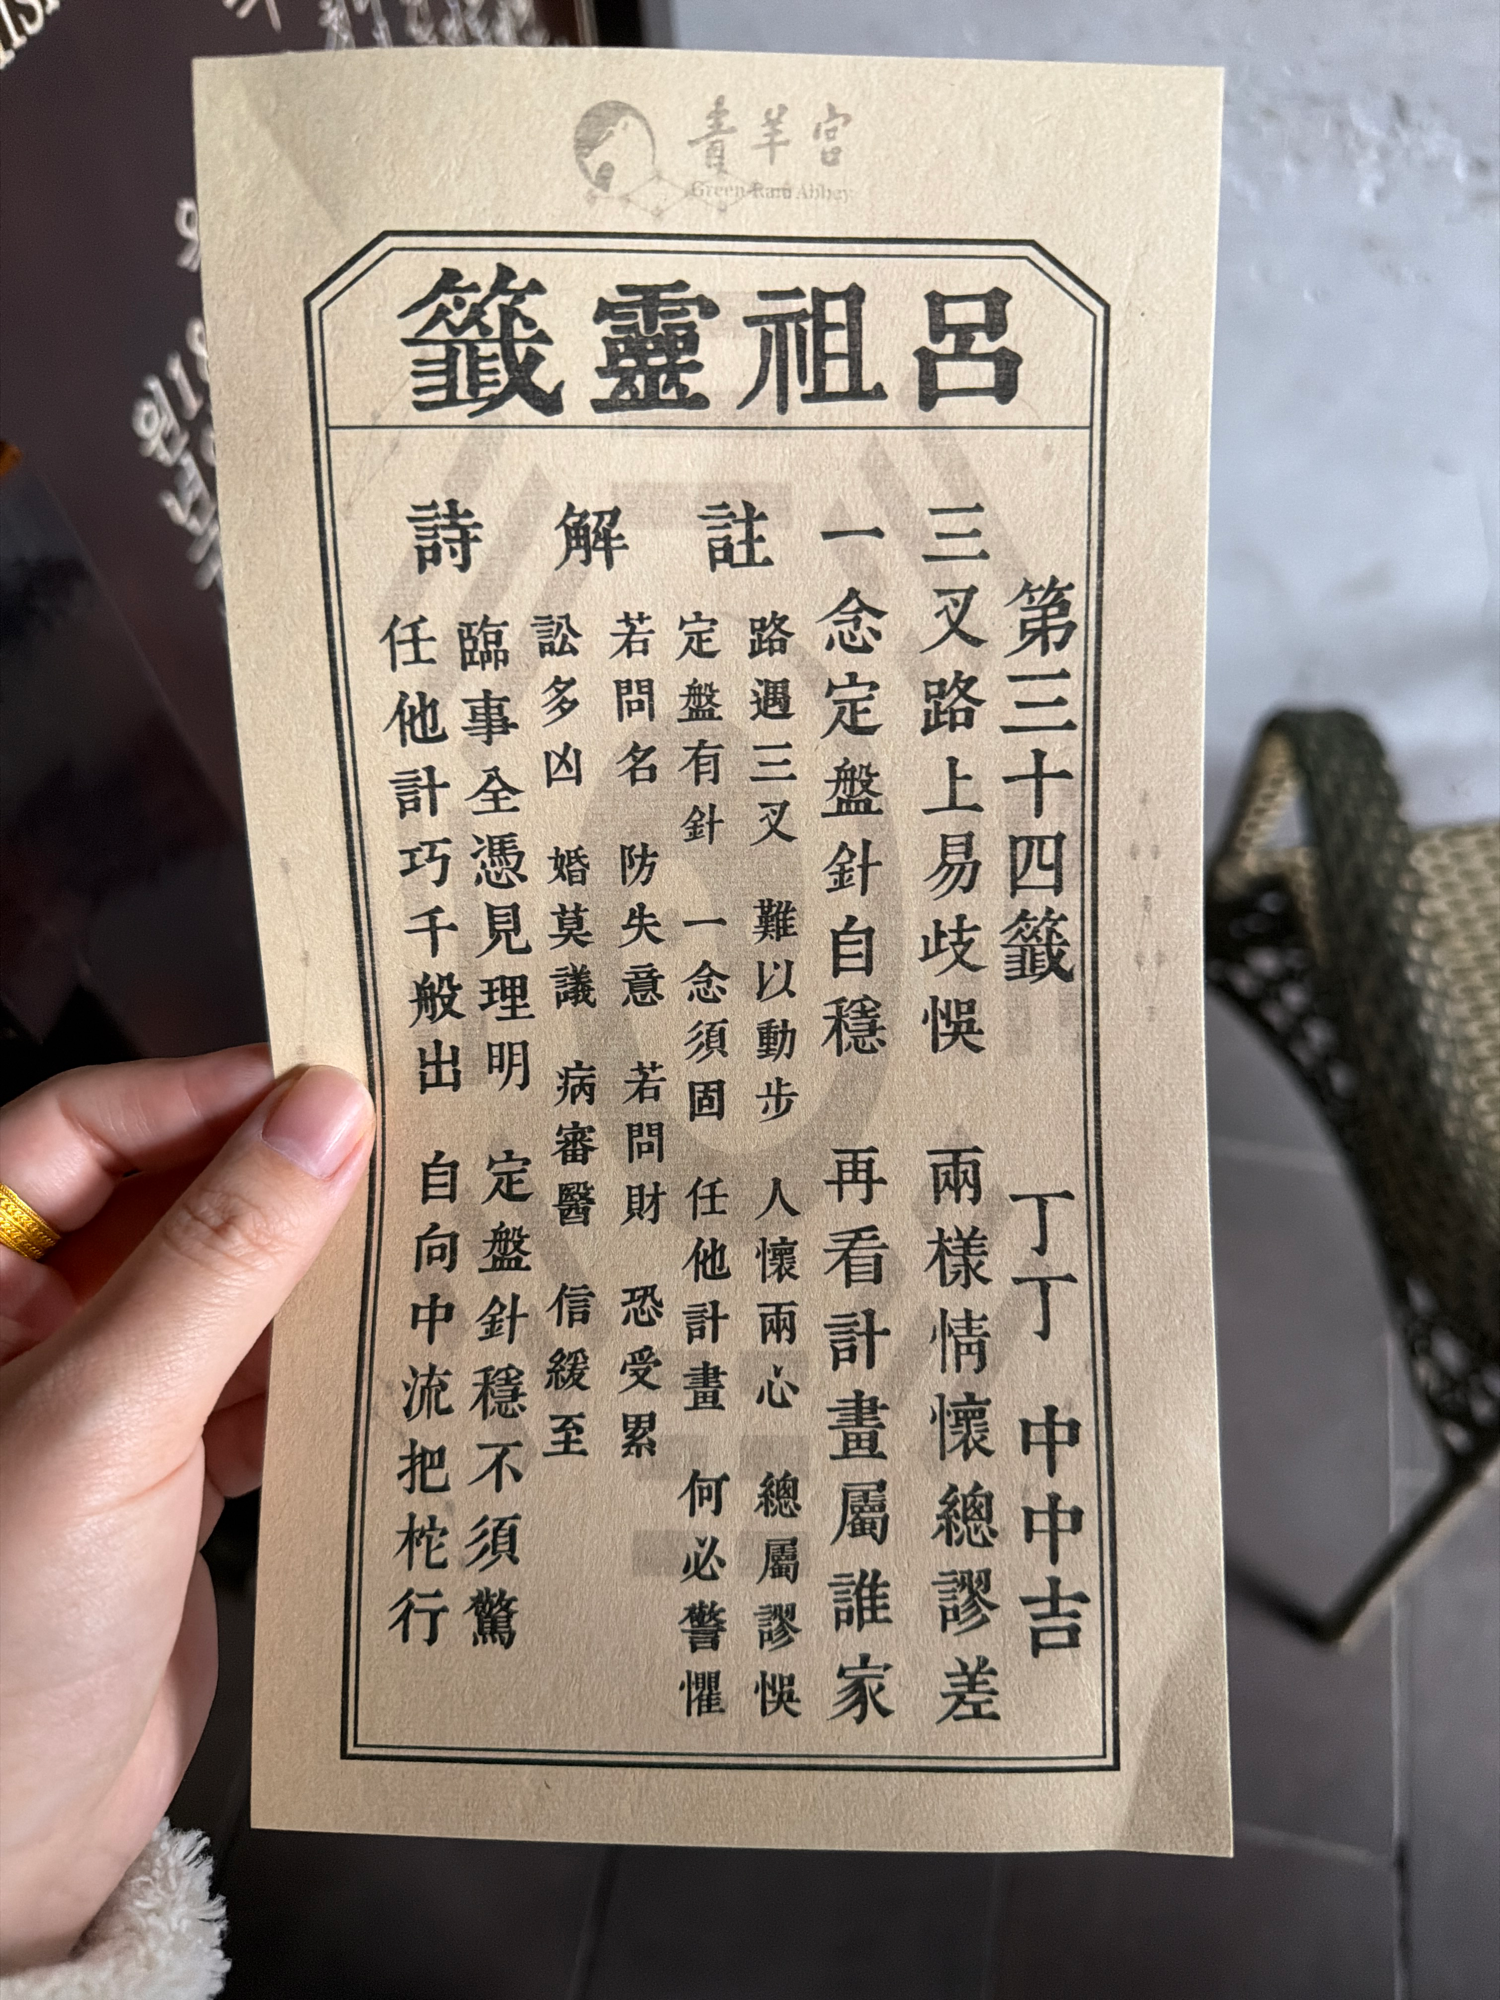 青羊宮
Green Ram Abbey
呂祖靈籤
第三十四籤 丁丁 中中吉
三叉路上易歧悞 兩樣情懷總謬差
一念定盤針自穩 再看計畫屬誰家
註
路遇三叉 難以動步 人懷兩心 總屬謬悞
定盤有針 一念須固 任他計畫 何必警懼
解
若問名 防失意 若問財 恐受累
訟多凶 婚莫議 病審醫 信緩至
詩
臨事全憑見理明 定盤針穩不須驚
任他計巧千般出 自向中流把柁行